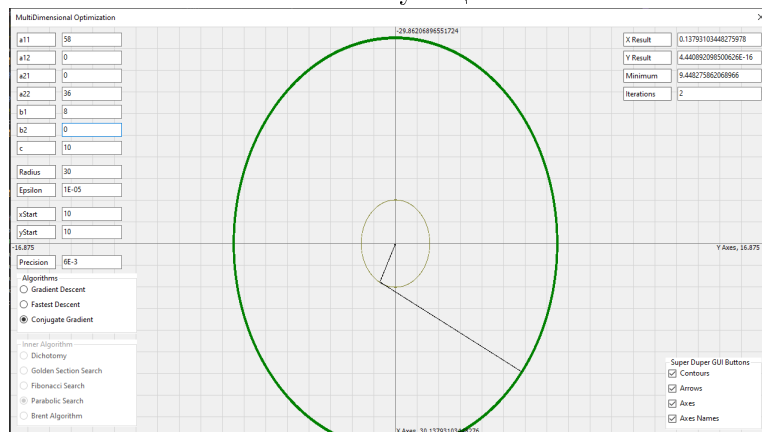 MultiDimensional Optimization
a11 58
a12 0
a21 0
a22 36
b1 8
b2 0
c 10
Radius 30
Epsilon 1E-05
xStart 10
yStart 10
Precision 6E-3
Algorithms
Gradient Descent
Fastest Descent
Conjugate Gradient
Inner Algorithm
Dichotomy
Golden Section Search
Fibonacci Search
Parabolic Search
Brent Algorithm
-29.86206896551724
-16.875
Y Axes, 16.875
X Result 0.13793103448275978
Y Result 4.440892098500626E-16
Minimum 9.448275862068966
Iterations 2
Super Duper GUI Buttons
Contours
Arrows
Axes
Axes Names